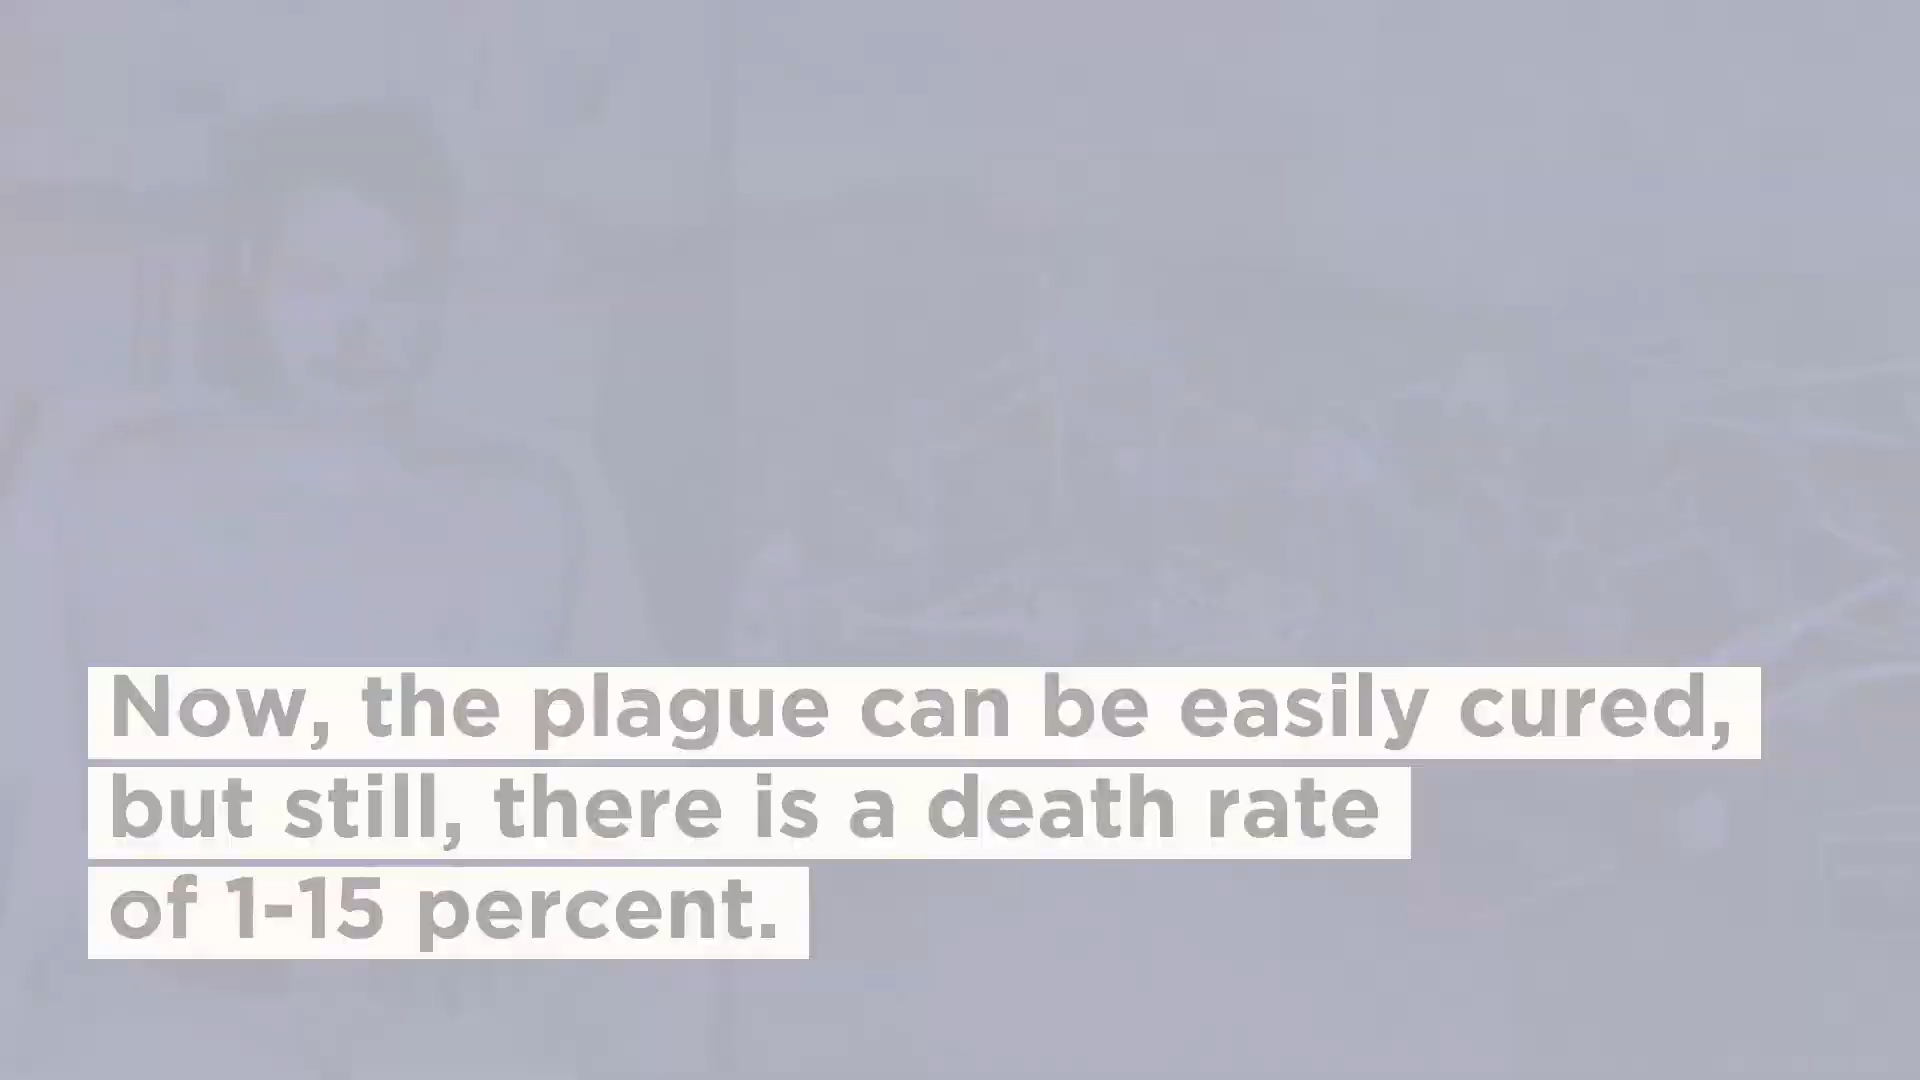 Now, the plague can be easily cured,
but still, there is a death rate
of 1-15 percent.